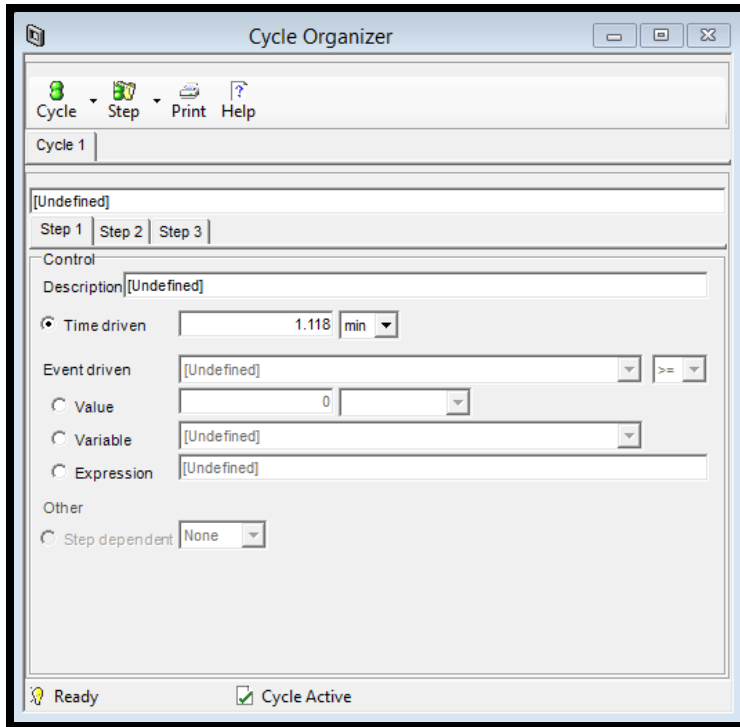 Cycle Organizer
Cycle Step Print Help
Cycle 1
[Undefined]
Step 1 Step 2 Step 3
Control
Description [Undefined]
Time driven 1.118 min
Event driven [Undefined] >=
Value 0
Variable [Undefined]
Expression [Undefined]
Other
Step dependent None
Ready Cycle Active